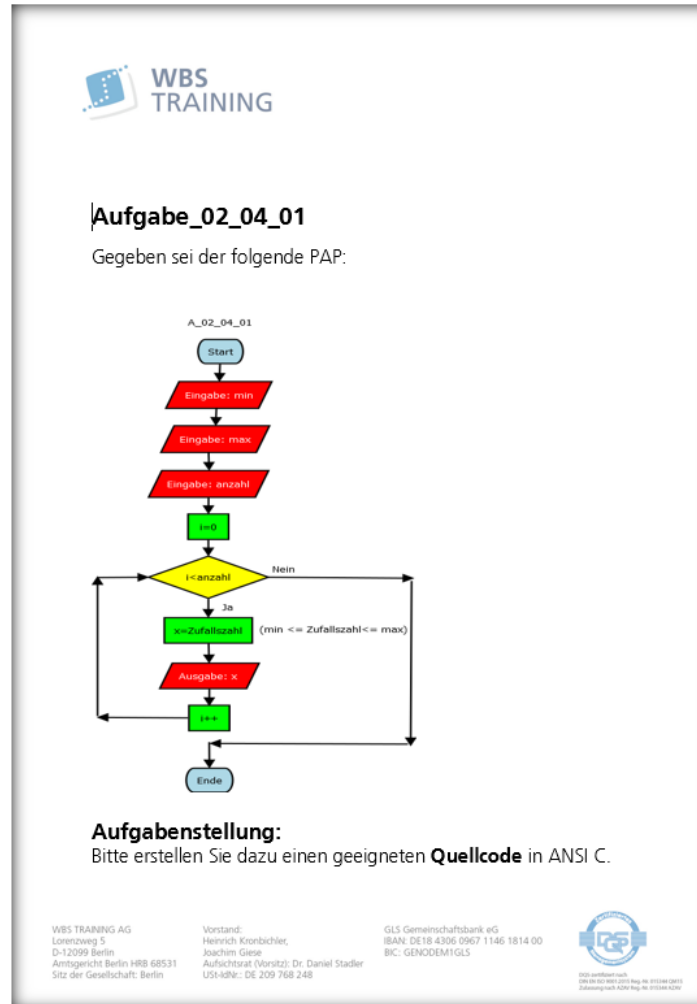 WBS
TRAINING
Aufgabe_02_04_01
Gegeben sei der folgende PAP:
A_02_04_01
Start
Eingabe: min
Eingabe: max
Eingabe: anzahl
i=0
i<anzahl
Nein
Ja
x=Zufallszahl
(min <= Zufallszahl<= max)
Ausgabe: x
i++
Ende
Aufgabenstellung:
Bitte erstellen Sie dazu einen geeigneten Quellcode in ANSI C.
WBS TRAINING AG
Lorenzweg 5
D-12099 Berlin
Amtsgericht Berlin HRB 68531
Sitz der Gesellschaft: Berlin
Vorstand:
Heinrich Kronbichler,
Joachim Giese
Aufsichtsrat (Vorsitz): Dr. Daniel Stadler
USt-IdNr.: DE 209 768 248
GLS Gemeinschaftsbank eG
IBAN: DE18 4306 0967 1146 1814 00
BIC: GENODEM1GLS
DQS zertifiziert nach